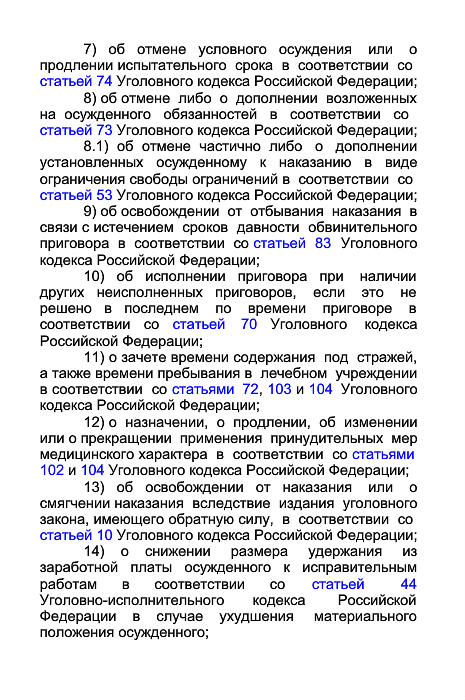 7) об отмене условного осуждения или о
продлении испытательного срока в соответствии со
статьей 74 Уголовного кодекса Российской Федерации;
8) об отмене либо о дополнении возложенных
на осужденного обязанностей в соответствии со
статьей 73 Уголовного кодекса Российской Федерации;
8.1) об отмене частично либо о дополнении
установленных осужденному к наказанию в виде
ограничения свободы ограничений в соответствии со
статьей 53 Уголовного кодекса Российской Федерации;
9) об освобождении от отбывания наказания в
связи с истечением сроков давности обвинительного
приговора в соответствии со статьей 83 Уголовного
кодекса Российской Федерации;
10) об исполнении приговора при наличии
других неисполненных приговоров, если это не
решено в последнем по времени приговоре в
соответствии со статьей 70 Уголовного кодекса
Российской Федерации;
11) о зачете времени содержания под стражей,
а также времени пребывания в лечебном учреждении
в соответствии со статьями 72, 103 и 104 Уголовного
кодекса Российской Федерации;
12) о назначении, о продлении, об изменении
или о прекращении применения принудительных мер
медицинского характера в соответствии со статьями
102 и 104 Уголовного кодекса Российской Федерации;
13) об освобождении от наказания или о
смягчении наказания вследствие издания уголовного
закона, имеющего обратную силу, в соответствии со
статьей 10 Уголовного кодекса Российской Федерации;
14) о снижении размера удержания из
заработной платы осужденного к исправительным
работам в соответствии со статьей 44
Уголовно-исполнительного кодекса Российской
Федерации в случае ухудшения материального
положения осужденного;